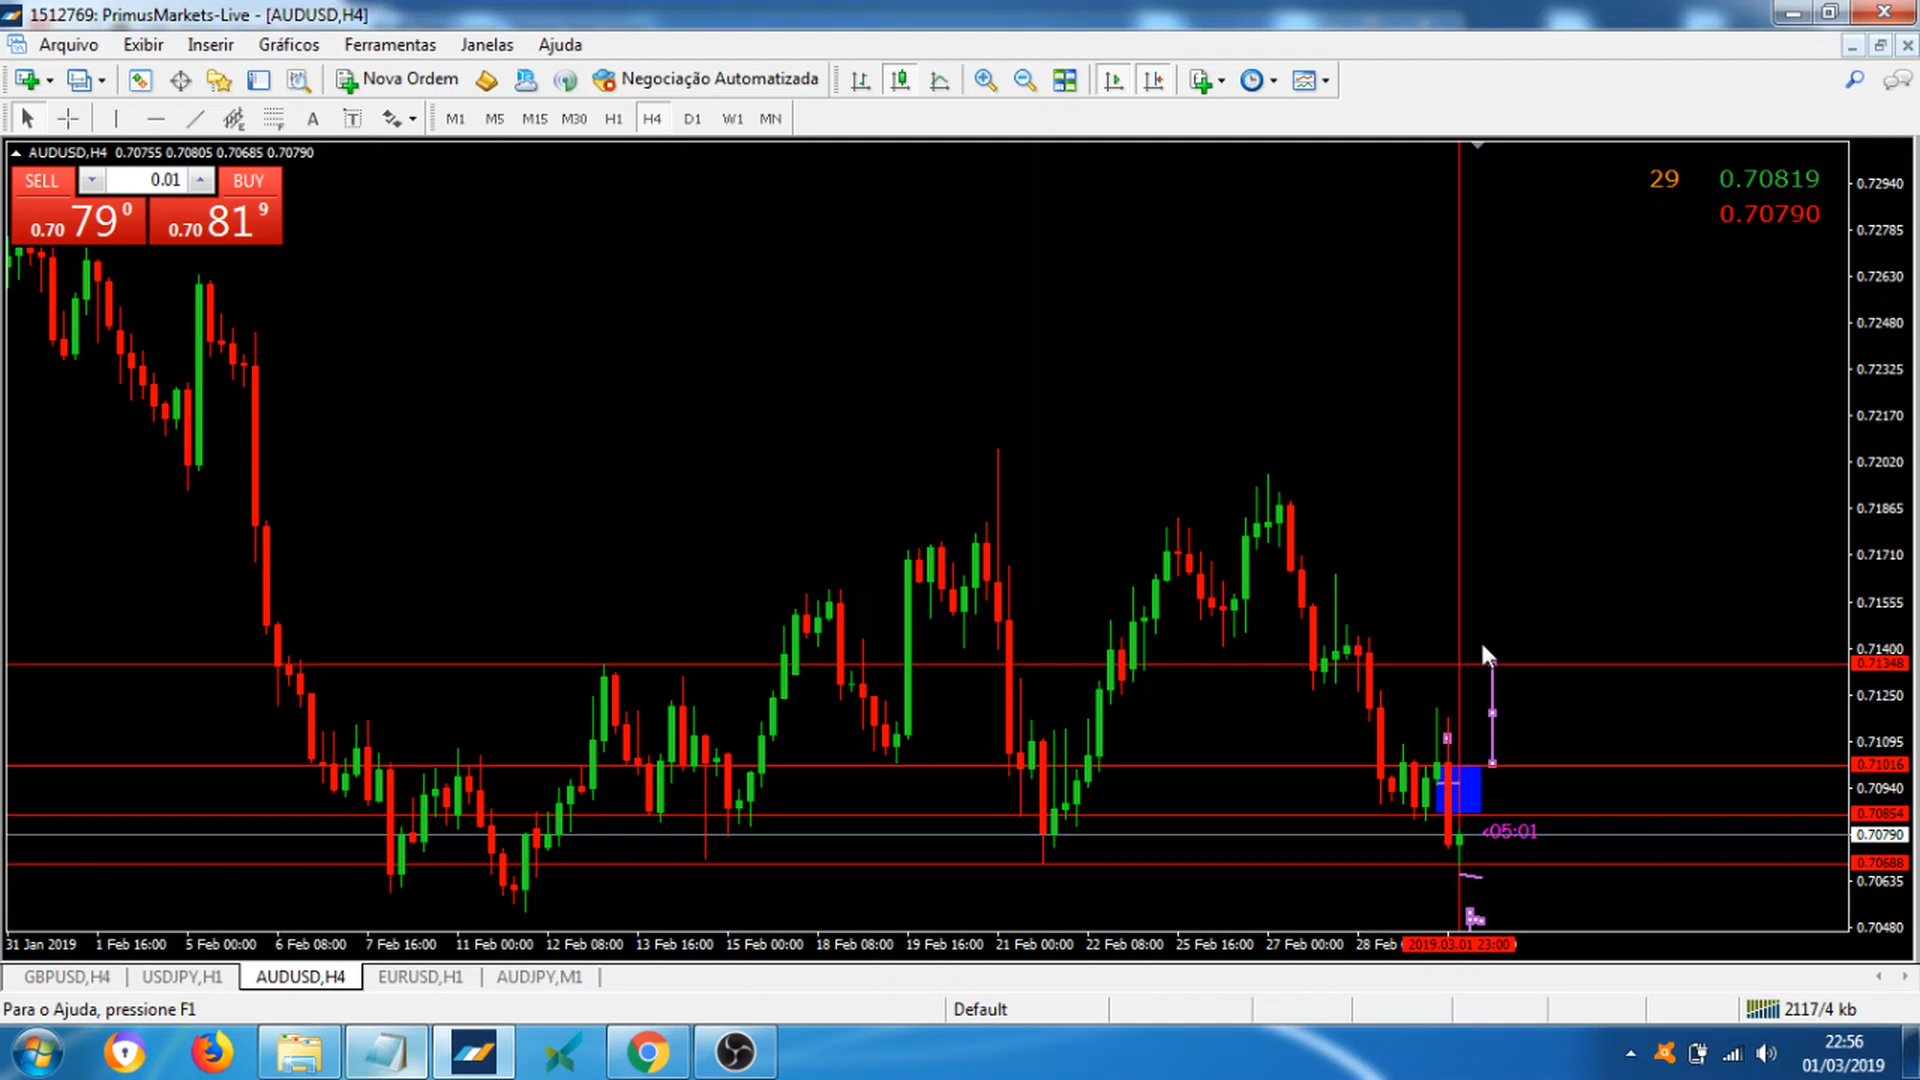 1512769: PrimusMarkets-Live - [AUDUSD,H4]
Arquivo Exibir Inserir Gráficos Ferramentas Janelas Ajuda
Nova Ordem Negociação Automatizada
A T M1 M5 M15 M30 H1 H4 D1 W1 MN
AUDUSD,H4 0.70755 0.70805 0.70685 0.70790
SELL 0.01 BUY
0.70 79 0 0.70 81 9
29 0.70819
0.70790
0.72940
0.72785
0.72630
0.72480
0.72325
0.72170
0.72020
0.71865
0.71710
0.71555
0.71400
0.71348
0.71250
0.71095
0.71016
0.70940
0.70854
<05:01
0.70790
0.70688
0.70635
0.70480
31 Jan 2019 1 Feb 16:00 5 Feb 00:00 6 Feb 08:00 7 Feb 16:00 11 Feb 00:00 12 Feb 08:00 13 Feb 16:00 15 Feb 00:00 18 Feb 08:00 19 Feb 16:00 21 Feb 00:00 22 Feb 08:00 25 Feb 16:00 27 Feb 00:00 28 Feb 2019.03.01 23:00
GBPUSD,H4 USDJPY,H1 AUDUSD,H4 EURUSD,H1 AUDJPY,M1
Para o Ajuda, pressione F1 Default 2117/4 kb
22:56
01/03/2019